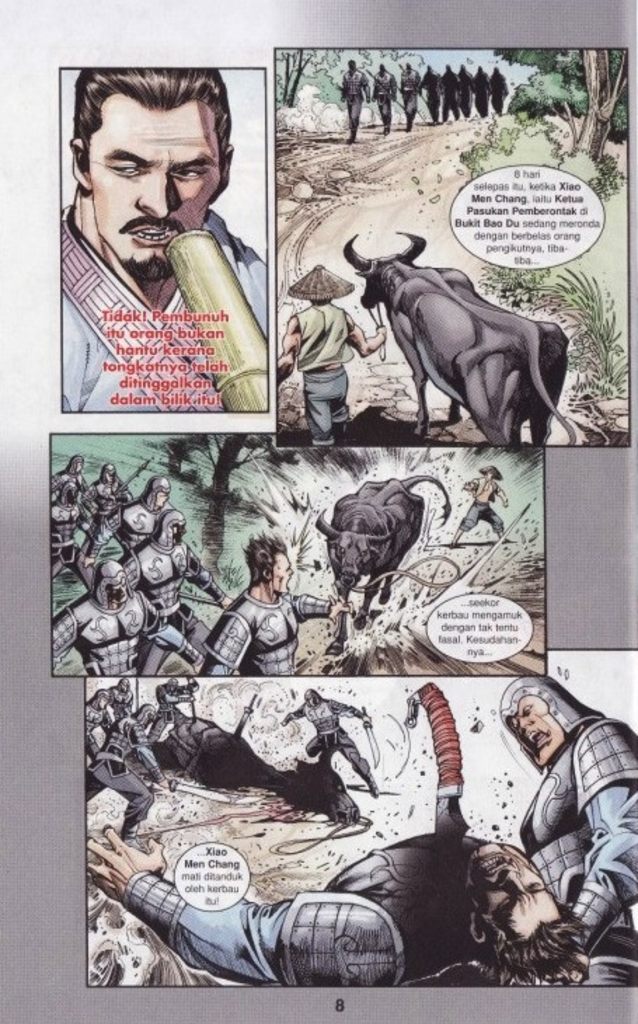 Tidak! Pembunuh
itu orang bukan
hantu kerana
tongkatnya telah
ditinggalkan
dalam bilik itu!
8 hari
selepas itu, ketika Xiao
Men Chang, iaitu Ketua
Pasukan Pemberontak di
Bukit Bao Du sedang meronda
dengan berbelas orang
pengikutnya, tiba-
tiba...
...seekor
kerbau mengamuk
dengan tak tentu
fasal. Kesudahan-
nya...
...Xiao
Men Chang
mati ditanduk
oleh kerbau
itu!
8